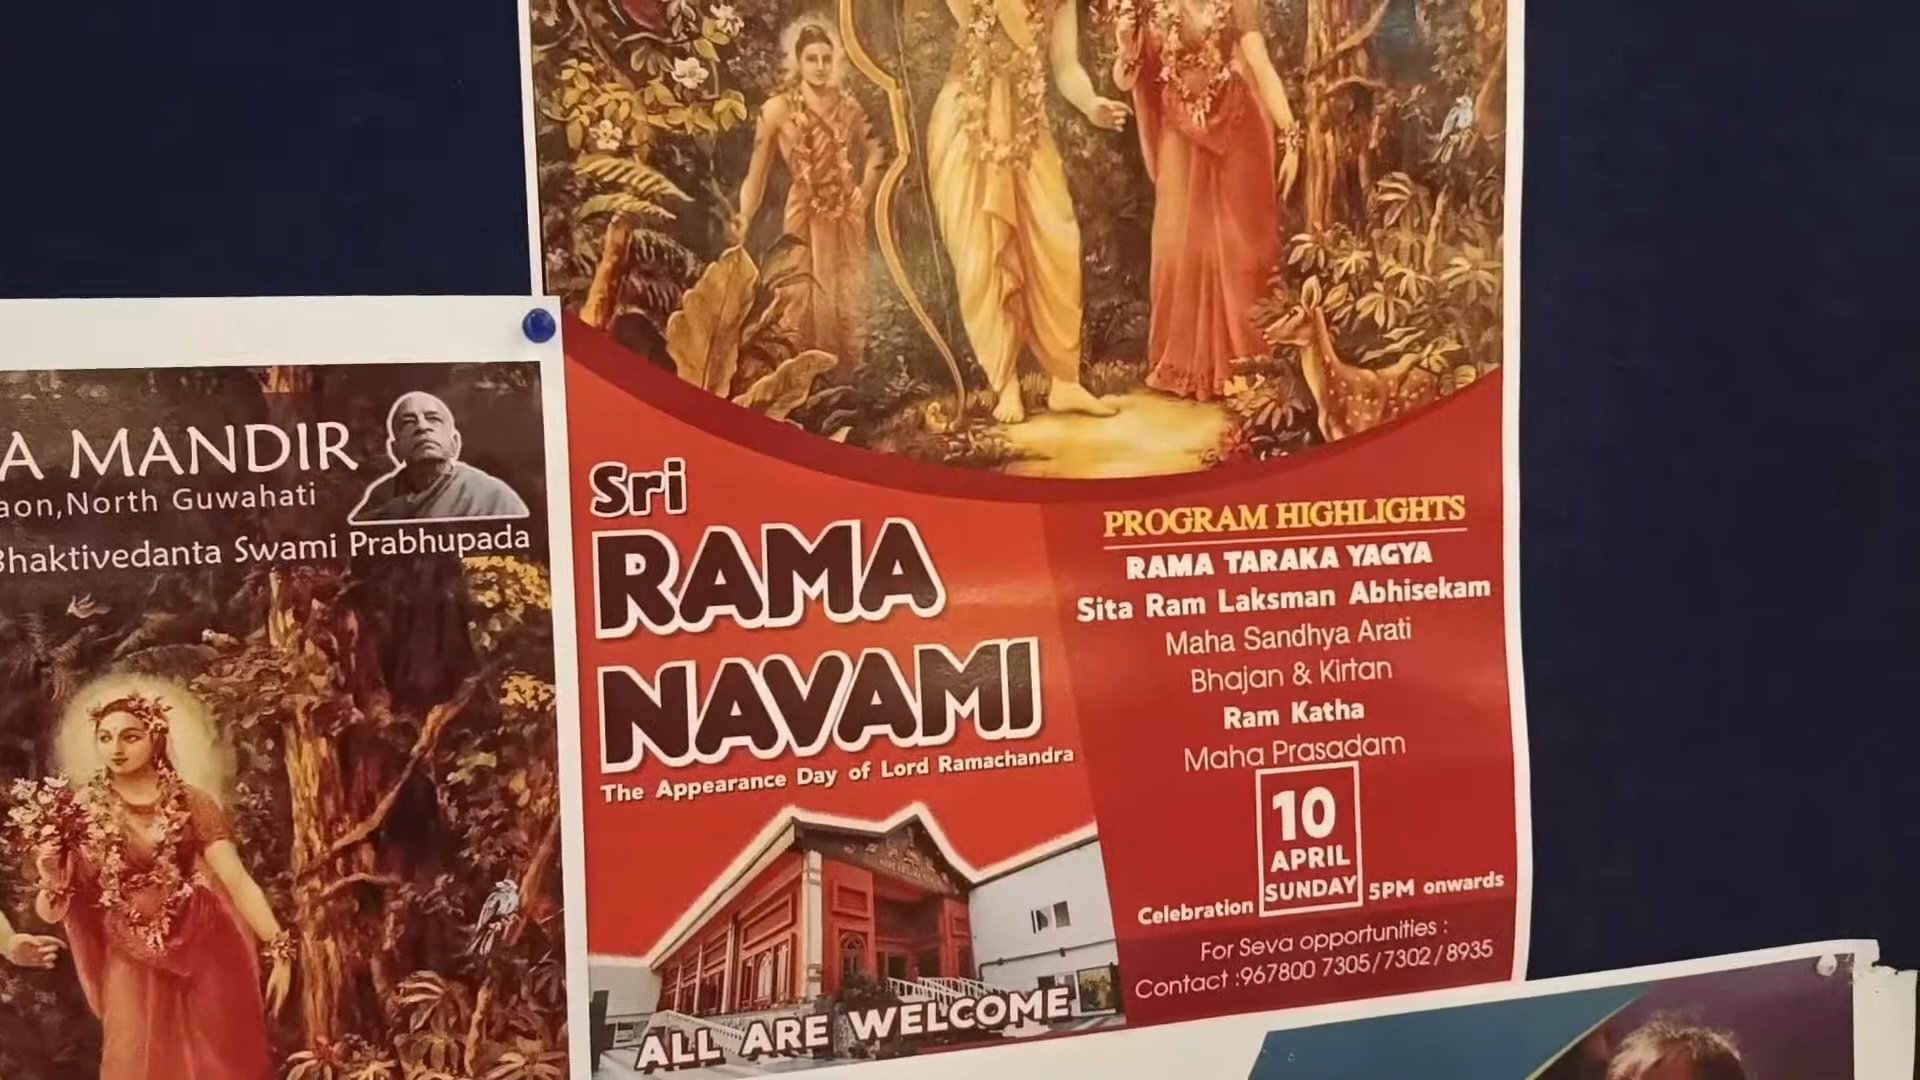 A MANDIR
aon,North Guwahati
Bhaktivedanta Swami Prabhupada
Sri
RAMA
NAVAMI
The Appearance Day of Lord Ramachandra
ALL ARE WELCOME
PROGRAM HIGHLIGHTS
RAMA TARAKA YAGYA
Sita Ram Laksman Abhisekam
Maha Sandhya Arati
Bhajan & Kirtan
Ram Katha
Maha Prasadam
10
APRIL
SUNDAY
Celebration
5PM onwards
For Seva opportunities :
Contact :967800 7305/7302/8935